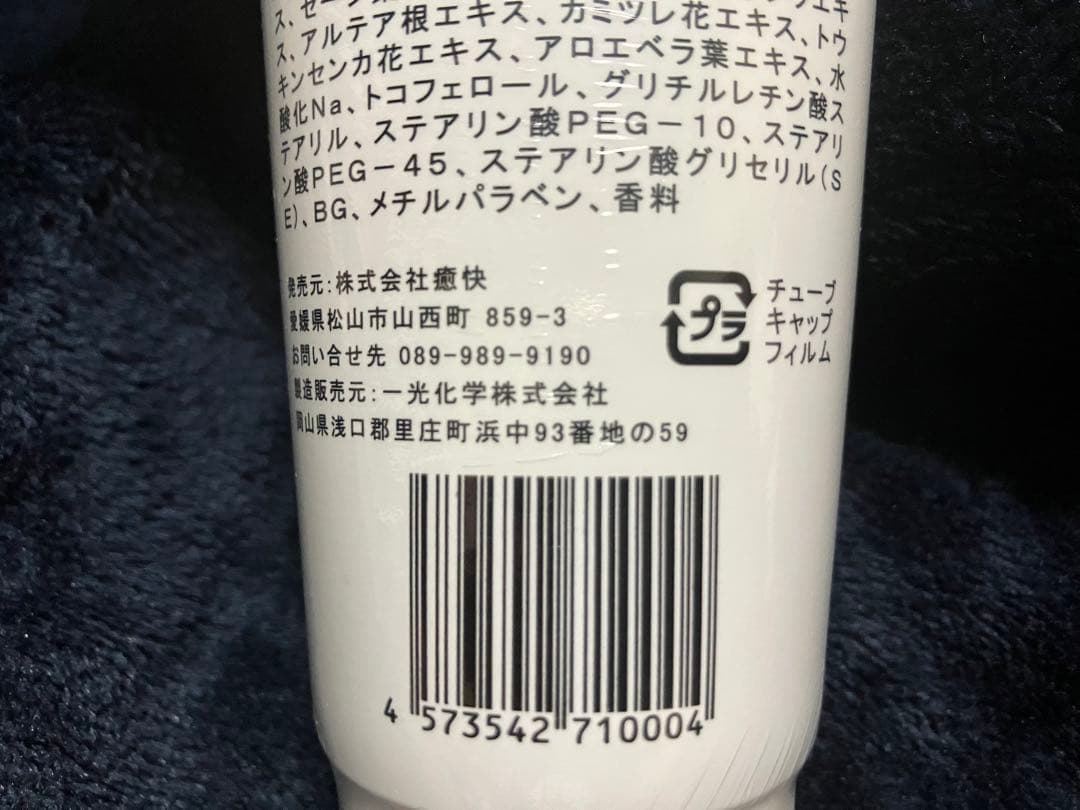 ス、アルテア根エキス、カミツレ花エキス、トウ
キンセンカ花エキス、アロエベラ葉エキス、水
酸化Na、トコフェロール、グリチルレチン酸ス
テアリル、ステアリン酸PEG-10、ステアリ
ン酸PEG-45、ステアリン酸グリセリル(S
E)、BG、メチルパラベン、香料
発売元:株式会社癒快
愛媛県松山市山西町 859-3
お問い合せ先 089-989-9190
製造販売元:一光化学株式会社
岡山県浅口郡里庄町浜中93番地の59
プラ
チューブ
キャップ
フィルム
4 573542 710004